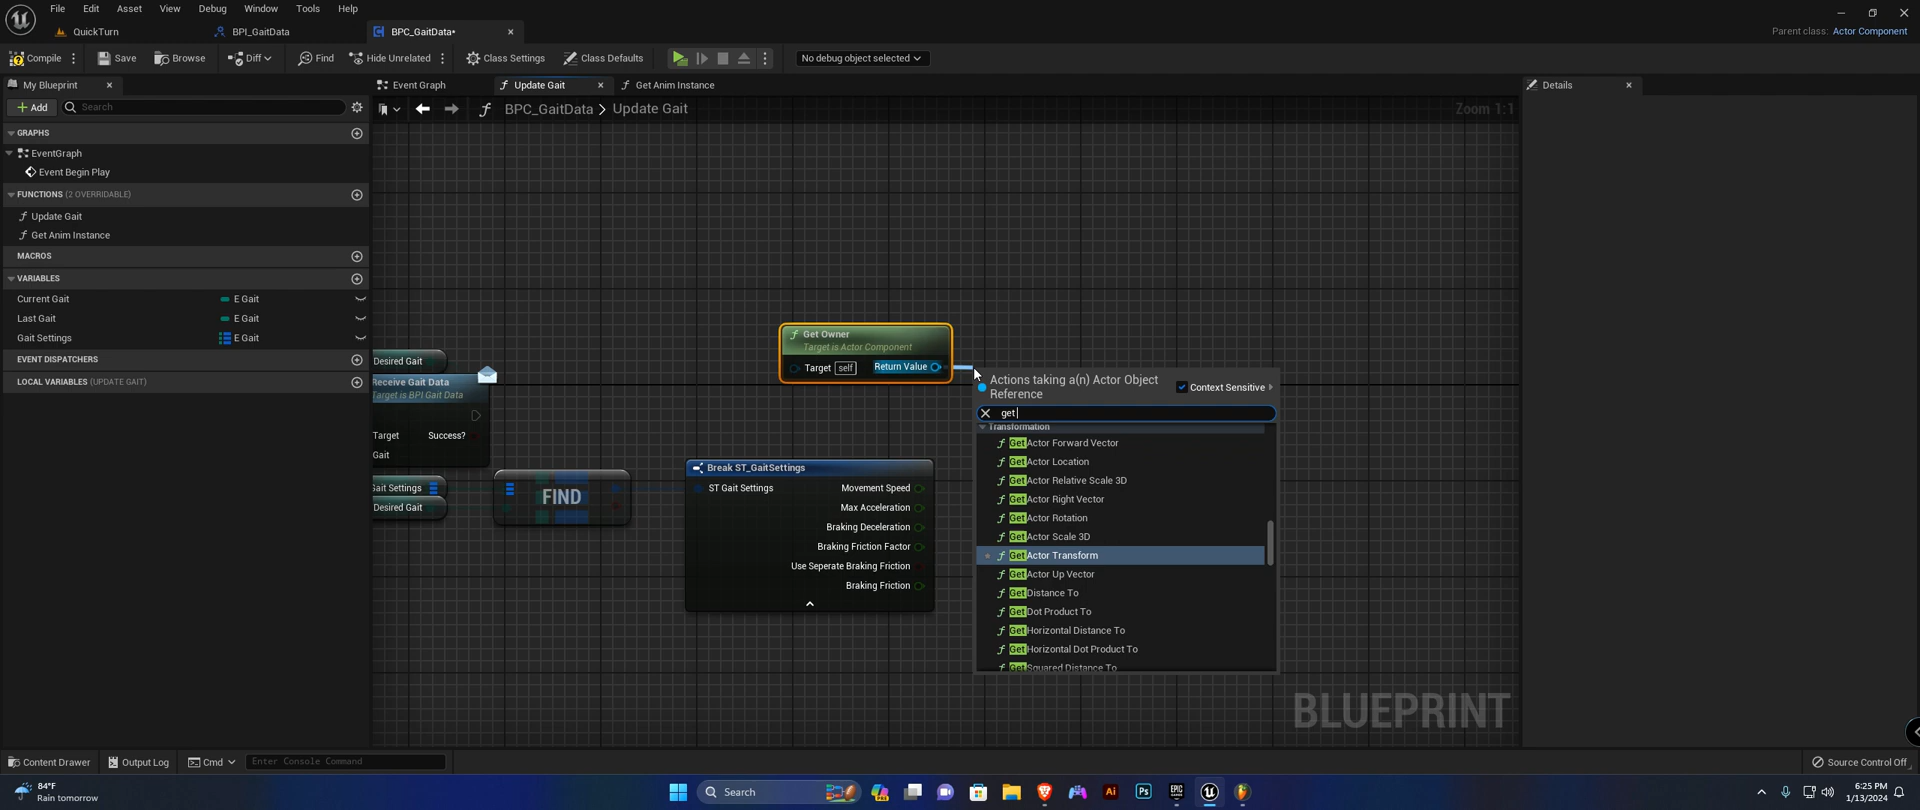 File Edit Asset View Debug Window Tools Help
QuickTurn BPI_GaitData BPC_GaitData•
Parent class: Actor Component
Compile Save Browse Diff Find Hide Unrelated Class Settings Class Defaults No debug object selected
My Blueprint Event Graph Update Gait Get Anim Instance Details
Add Search
BPC_GaitData > Update Gait Zoom 1:1
GRAPHS
EventGraph
Event Begin Play
FUNCTIONS (2 OVERRIDABLE)
Update Gait
Get Anim Instance
MACROS
VARIABLES
Current Gait E Gait
Last Gait E Gait
Gait Settings E Gait
EVENT DISPATCHERS
LOCAL VARIABLES (UPDATE GAIT)
Desired Gait
Receive Gait Data
Target is BPI Gait Data
Target Success?
Gait
Gait Settings
Desired Gait
FIND
Get Owner
Target is Actor Component
Target self Return Value
Break ST_GaitSettings
ST Gait Settings Movement Speed
Max Acceleration
Braking Deceleration
Braking Friction Factor
Use Seperate Braking Friction
Braking Friction
Actions taking a(n) Actor Object
Reference
Context Sensitive
get
Transformation
Get Actor Forward Vector
Get Actor Location
Get Actor Relative Scale 3D
Get Actor Right Vector
Get Actor Rotation
Get Actor Scale 3D
Get Actor Transform
Get Actor Up Vector
Get Distance To
Get Dot Product To
Get Horizontal Distance To
Get Horizontal Dot Product To
Get Squared Distance To
BLUEPRINT
Content Drawer Output Log Cmd Enter Console Command Source Control Off
84°F
Rain tomorrow
Search
6:25 PM
1/13/2024